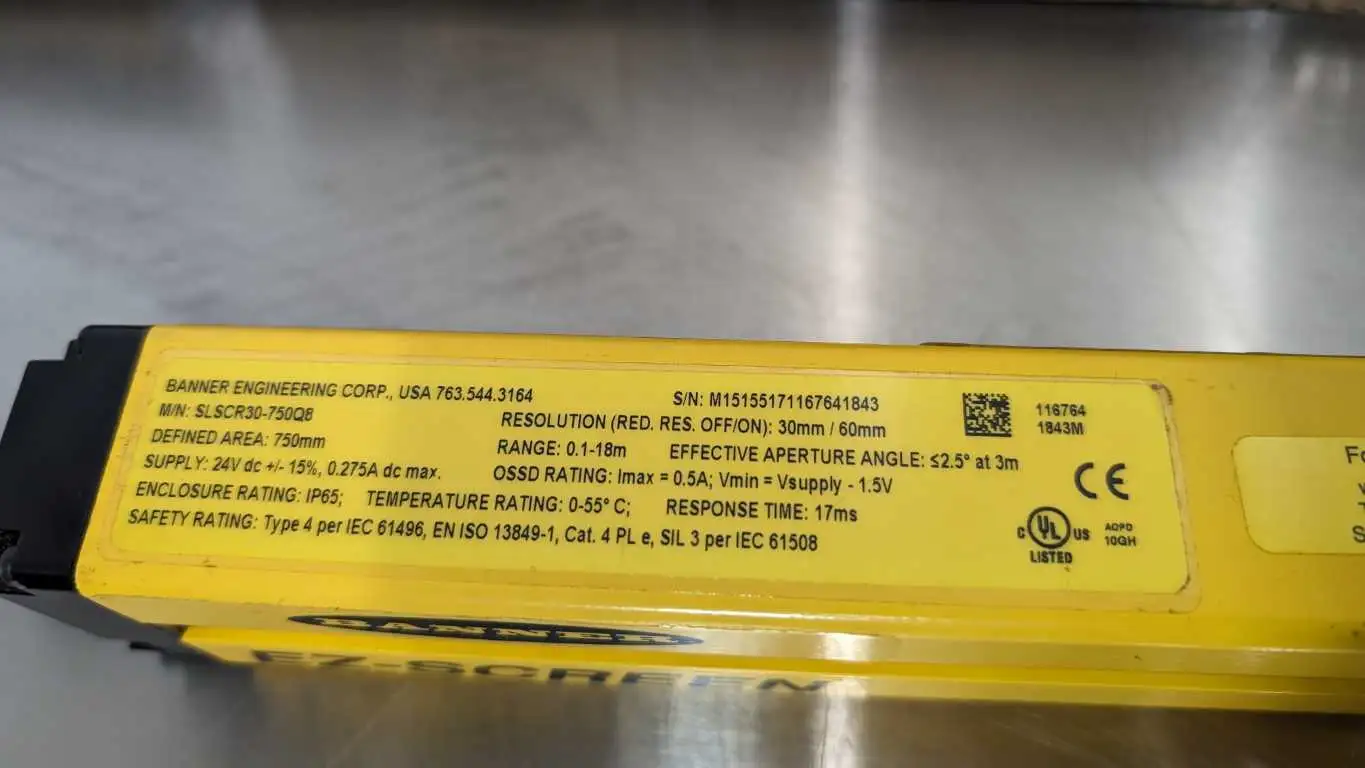 BANNER ENGINEERING CORP., USA 763.544.3164
S/N: M15155171167641843
M/N: SLSCR30-750Q8
RESOLUTION (RED. RES. OFF/ON): 30mm / 60mm
DEFINED AREA: 750mm
RANGE: 0.1-18m EFFECTIVE APERTURE ANGLE: ≤2.5° at 3m
SUPPLY: 24V dc +/- 15%, 0.275A dc max.
OSSD RATING: Imax = 0.5A; Vmin = Vsupply - 1.5V
ENCLOSURE RATING: IP65; TEMPERATURE RATING: 0-55° C; RESPONSE TIME: 17ms
SAFETY RATING: Type 4 per IEC 61496, EN ISO 13849-1, Cat. 4 PL e, SIL 3 per IEC 61508
116764
1843M
CE
C UL US
LISTED
AOPD
10GH
BANNER
EZ-SCREEN